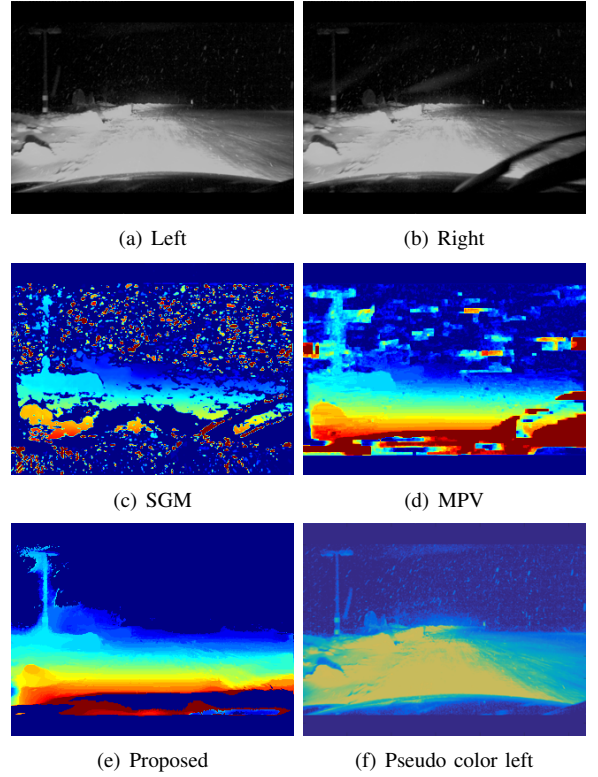 (a) Left
(b) Right
(c) SGM
(d) MPV
(e) Proposed
(f) Pseudo color left